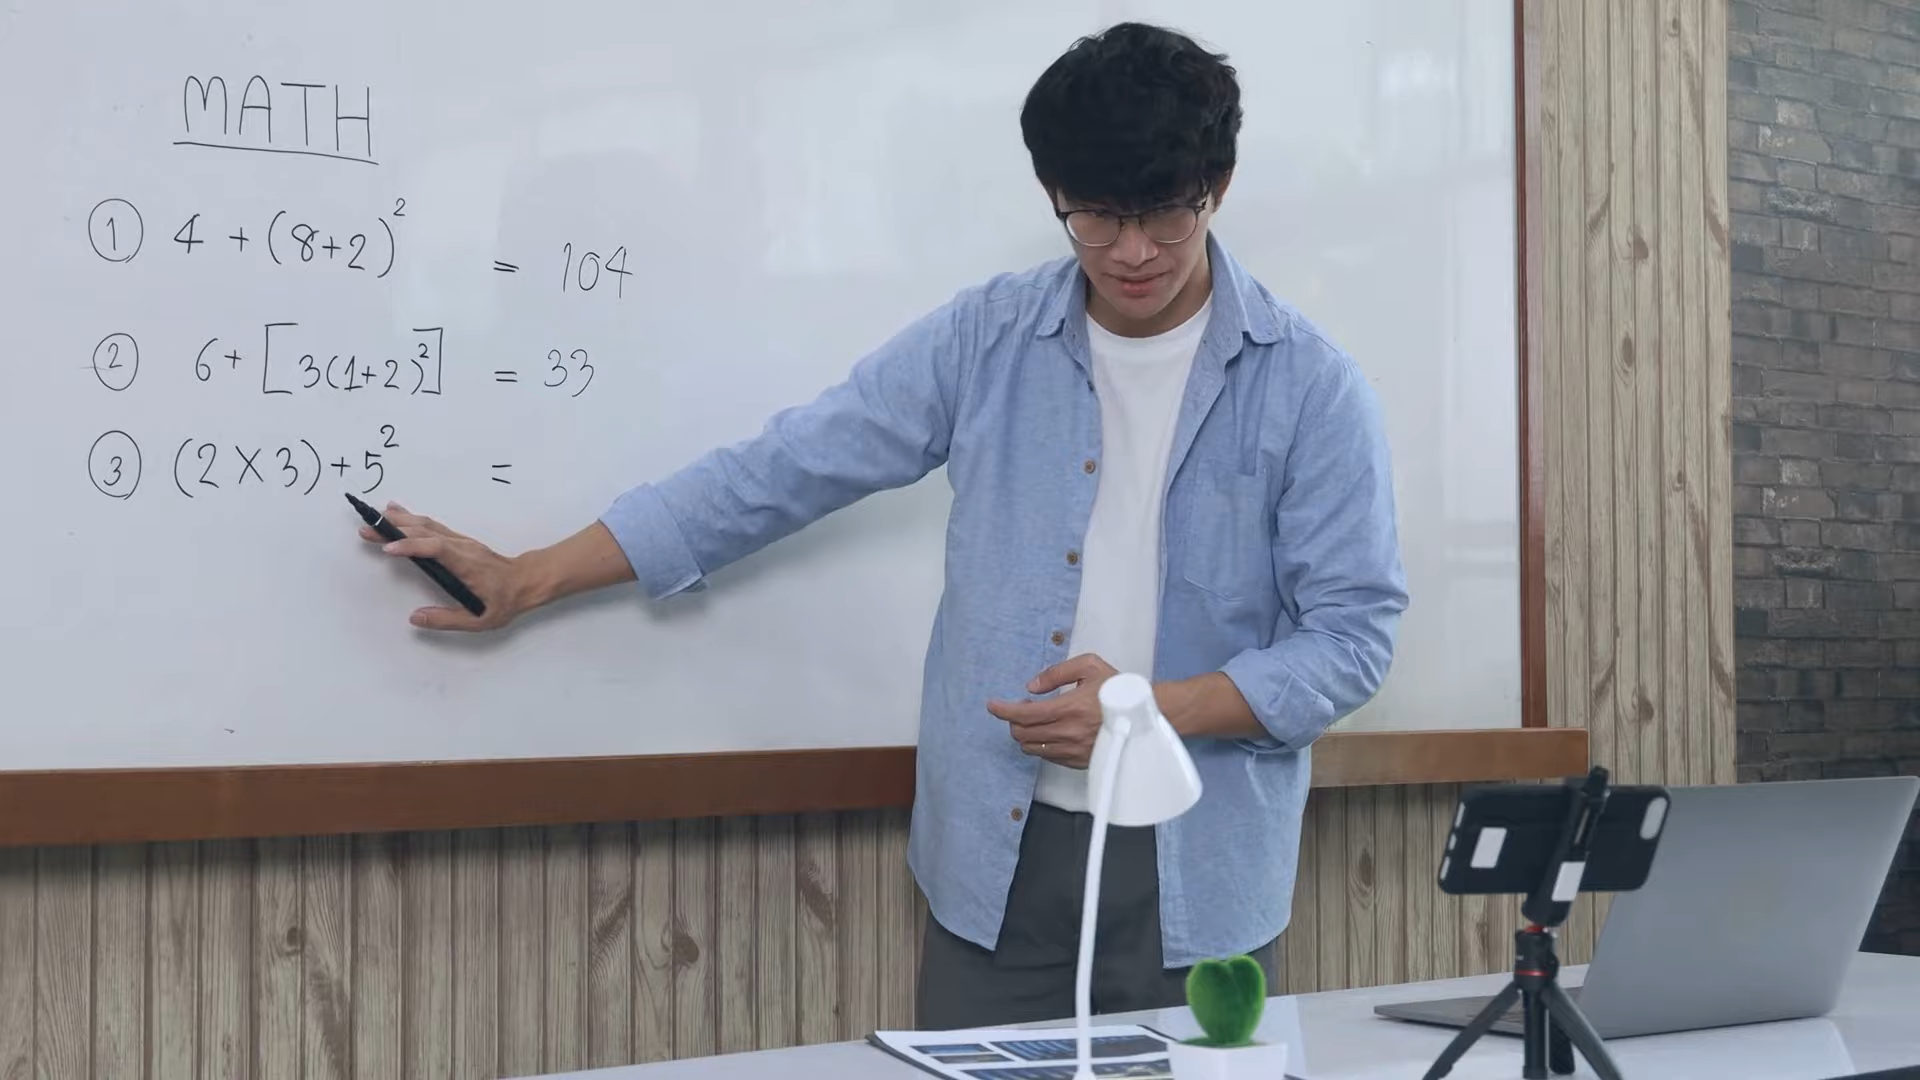 MATH
① 4 + (8+2)² = 104
② 6+ [3(1+2)²] = 33
③ (2 X 3) + 5² =